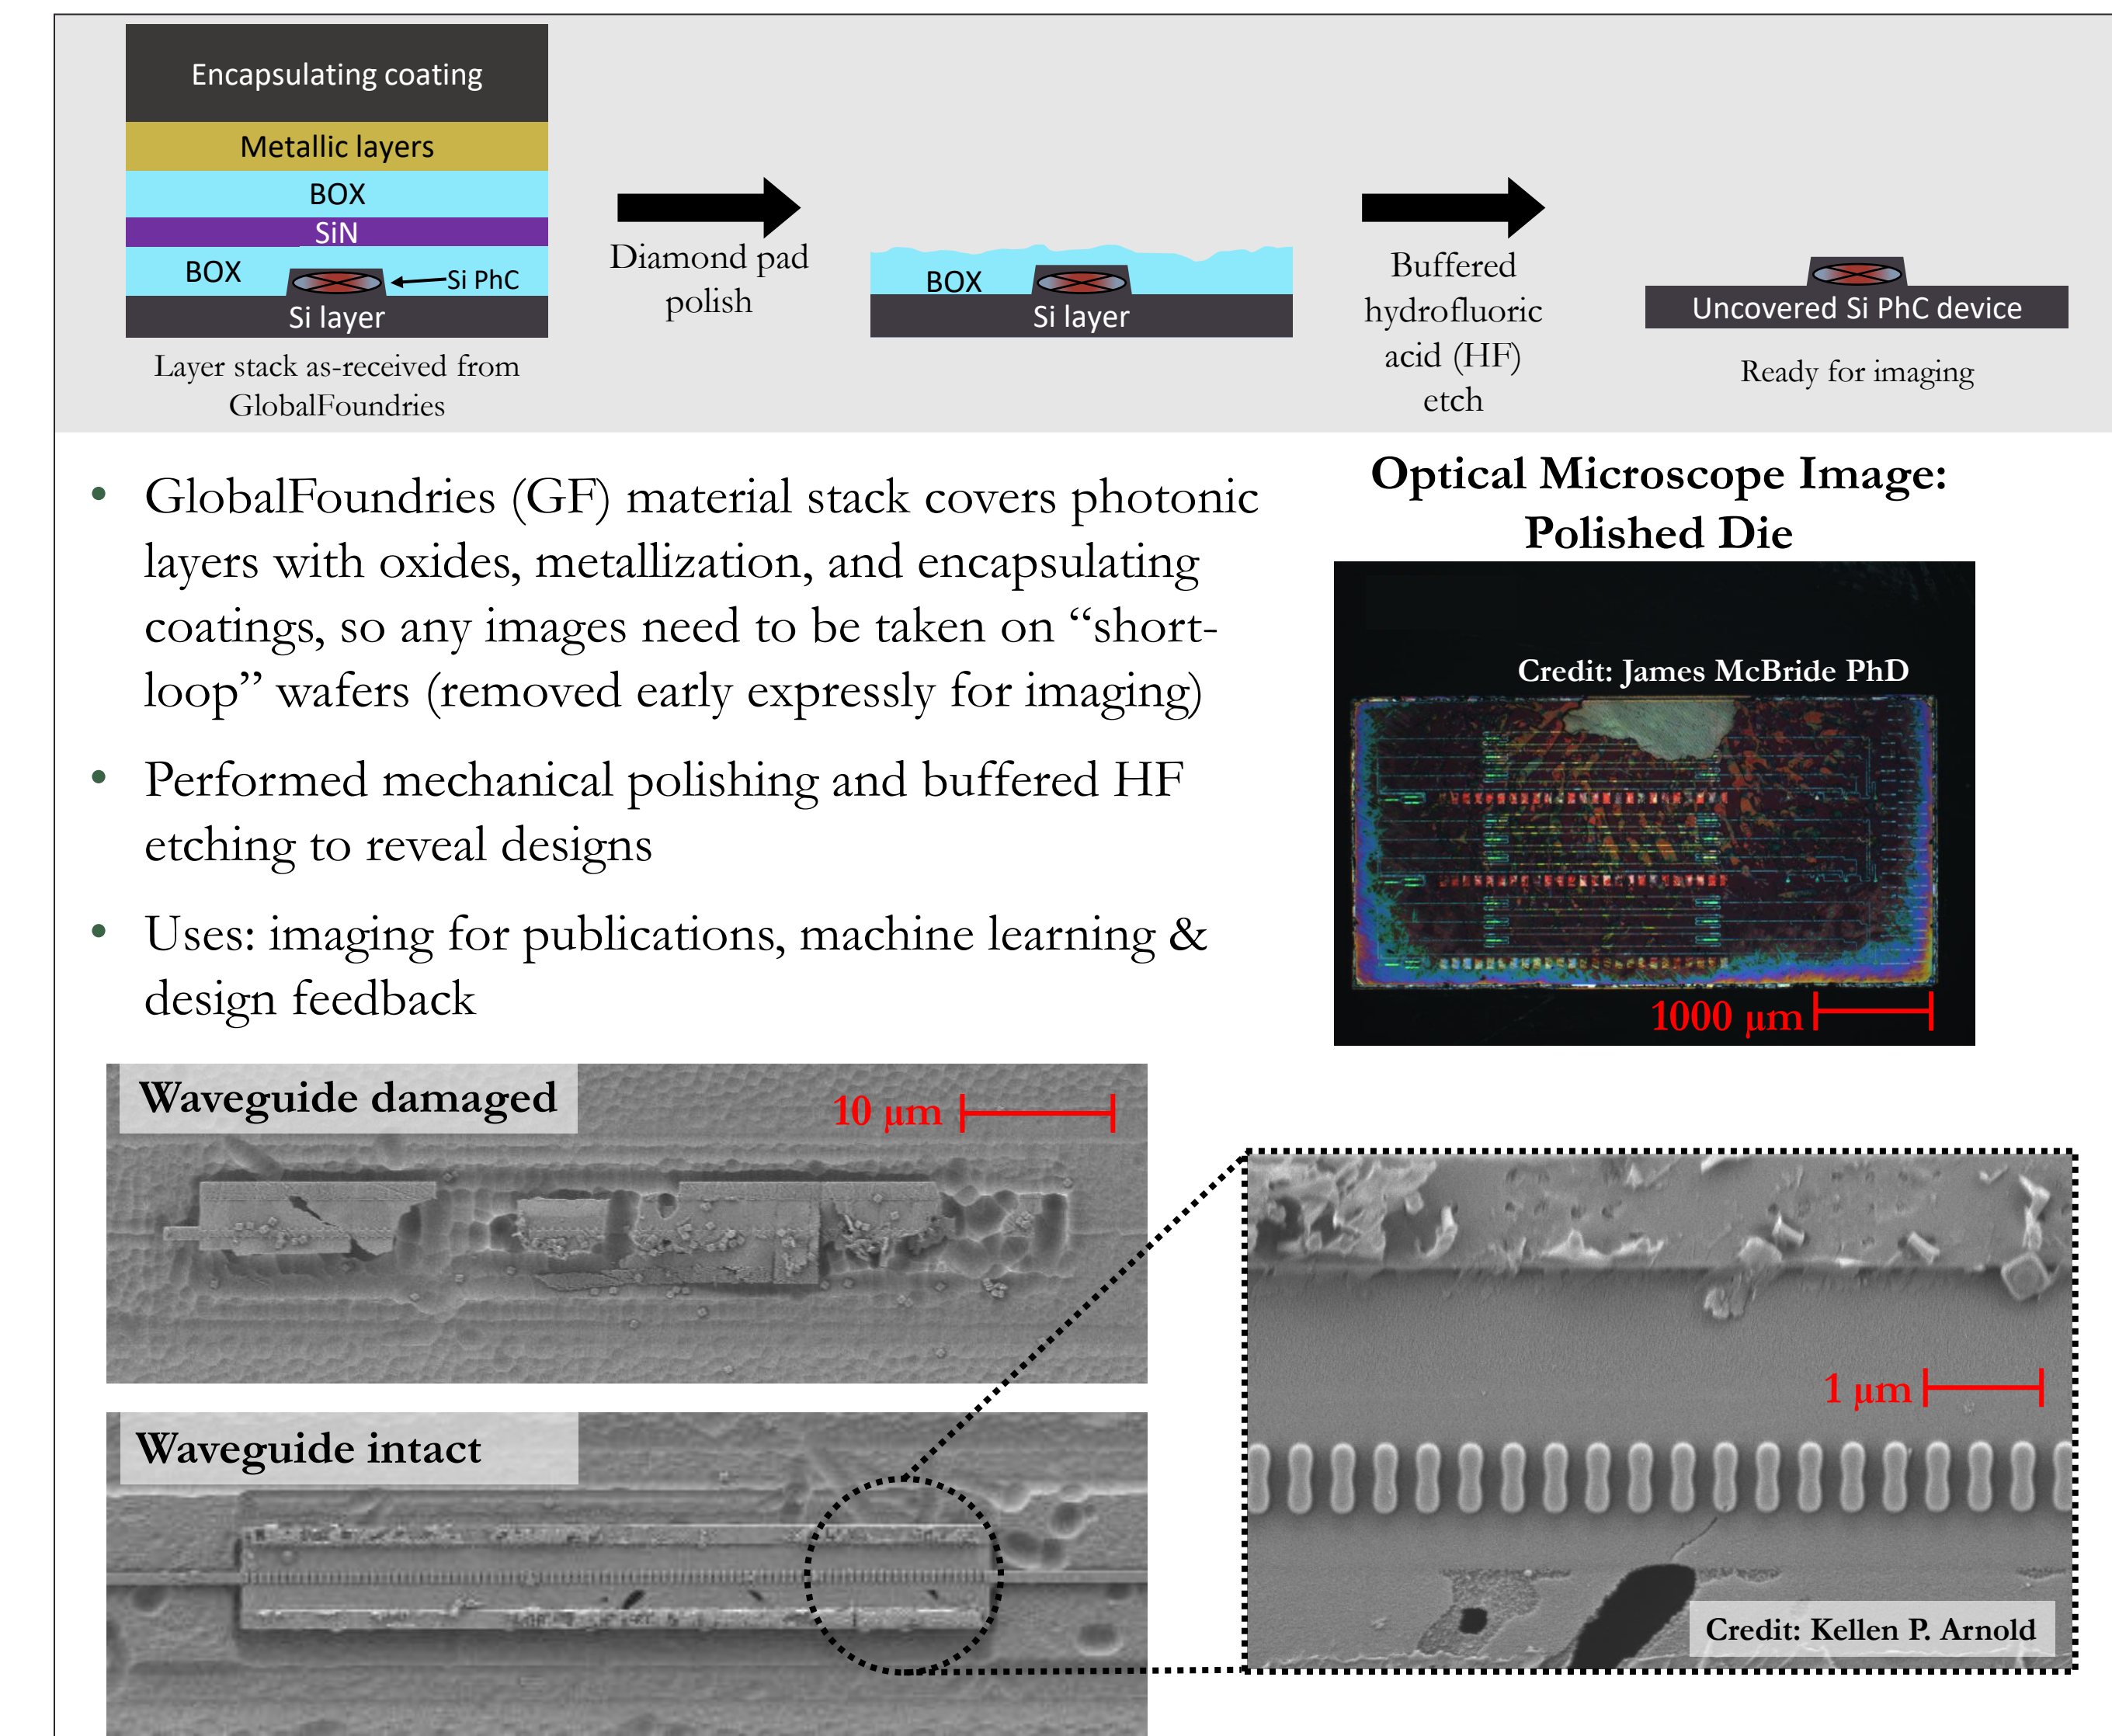 Encapsulating coating
Metallic layers
BOX
SiN
BOX
Si PhC
Si layer
Layer stack as-received from
GlobalFoundries
Diamond pad
polish
BOX
Si layer
Buffered
hydrofluoric
acid (HF)
etch
Uncovered Si PhC device
Ready for imaging
• GlobalFoundries (GF) material stack covers photonic
layers with oxides, metallization, and encapsulating
coatings, so any images need to be taken on “short-
loop” wafers (removed early expressly for imaging)
• Performed mechanical polishing and buffered HF
etching to reveal designs
• Uses: imaging for publications, machine learning &
design feedback
Optical Microscope Image:
Polished Die
Credit: James McBride PhD
1000 μm
Waveguide damaged
10 μm
Waveguide intact
1 μm
Credit: Kellen P. Arnold